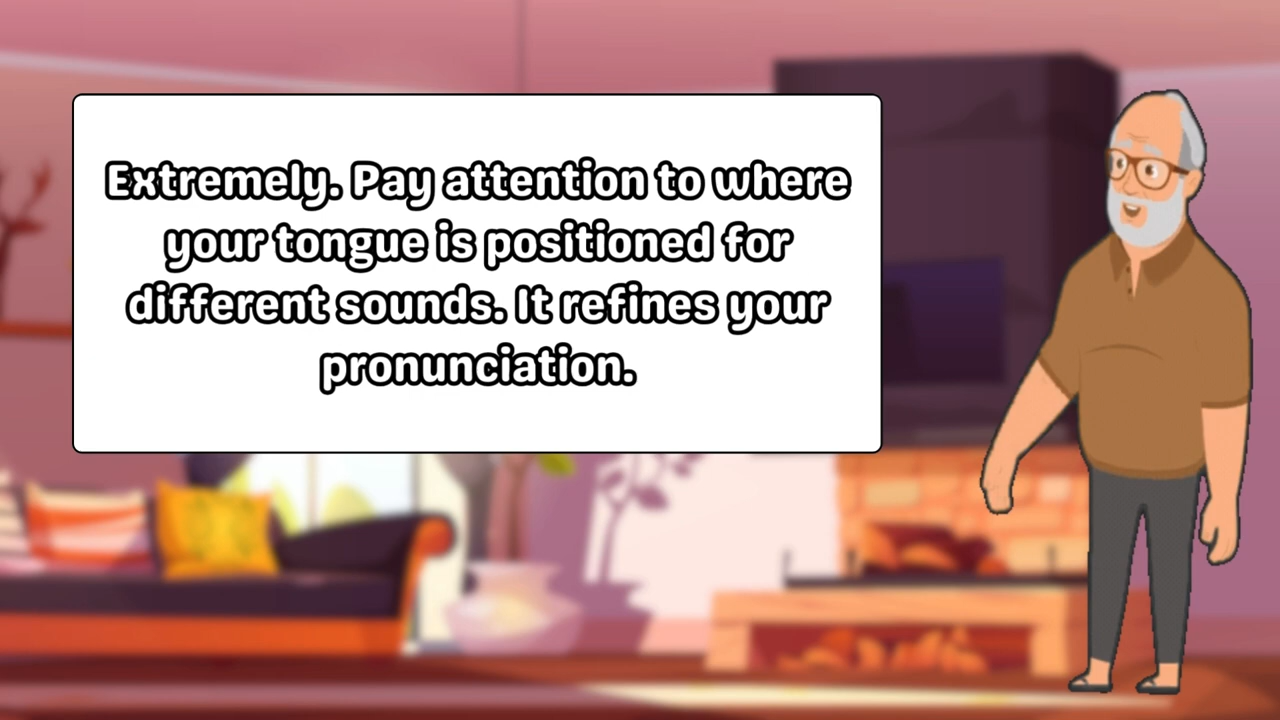 Extremely. Pay attention to where
your tongue is positioned for
different sounds. It refines your
pronunciation.